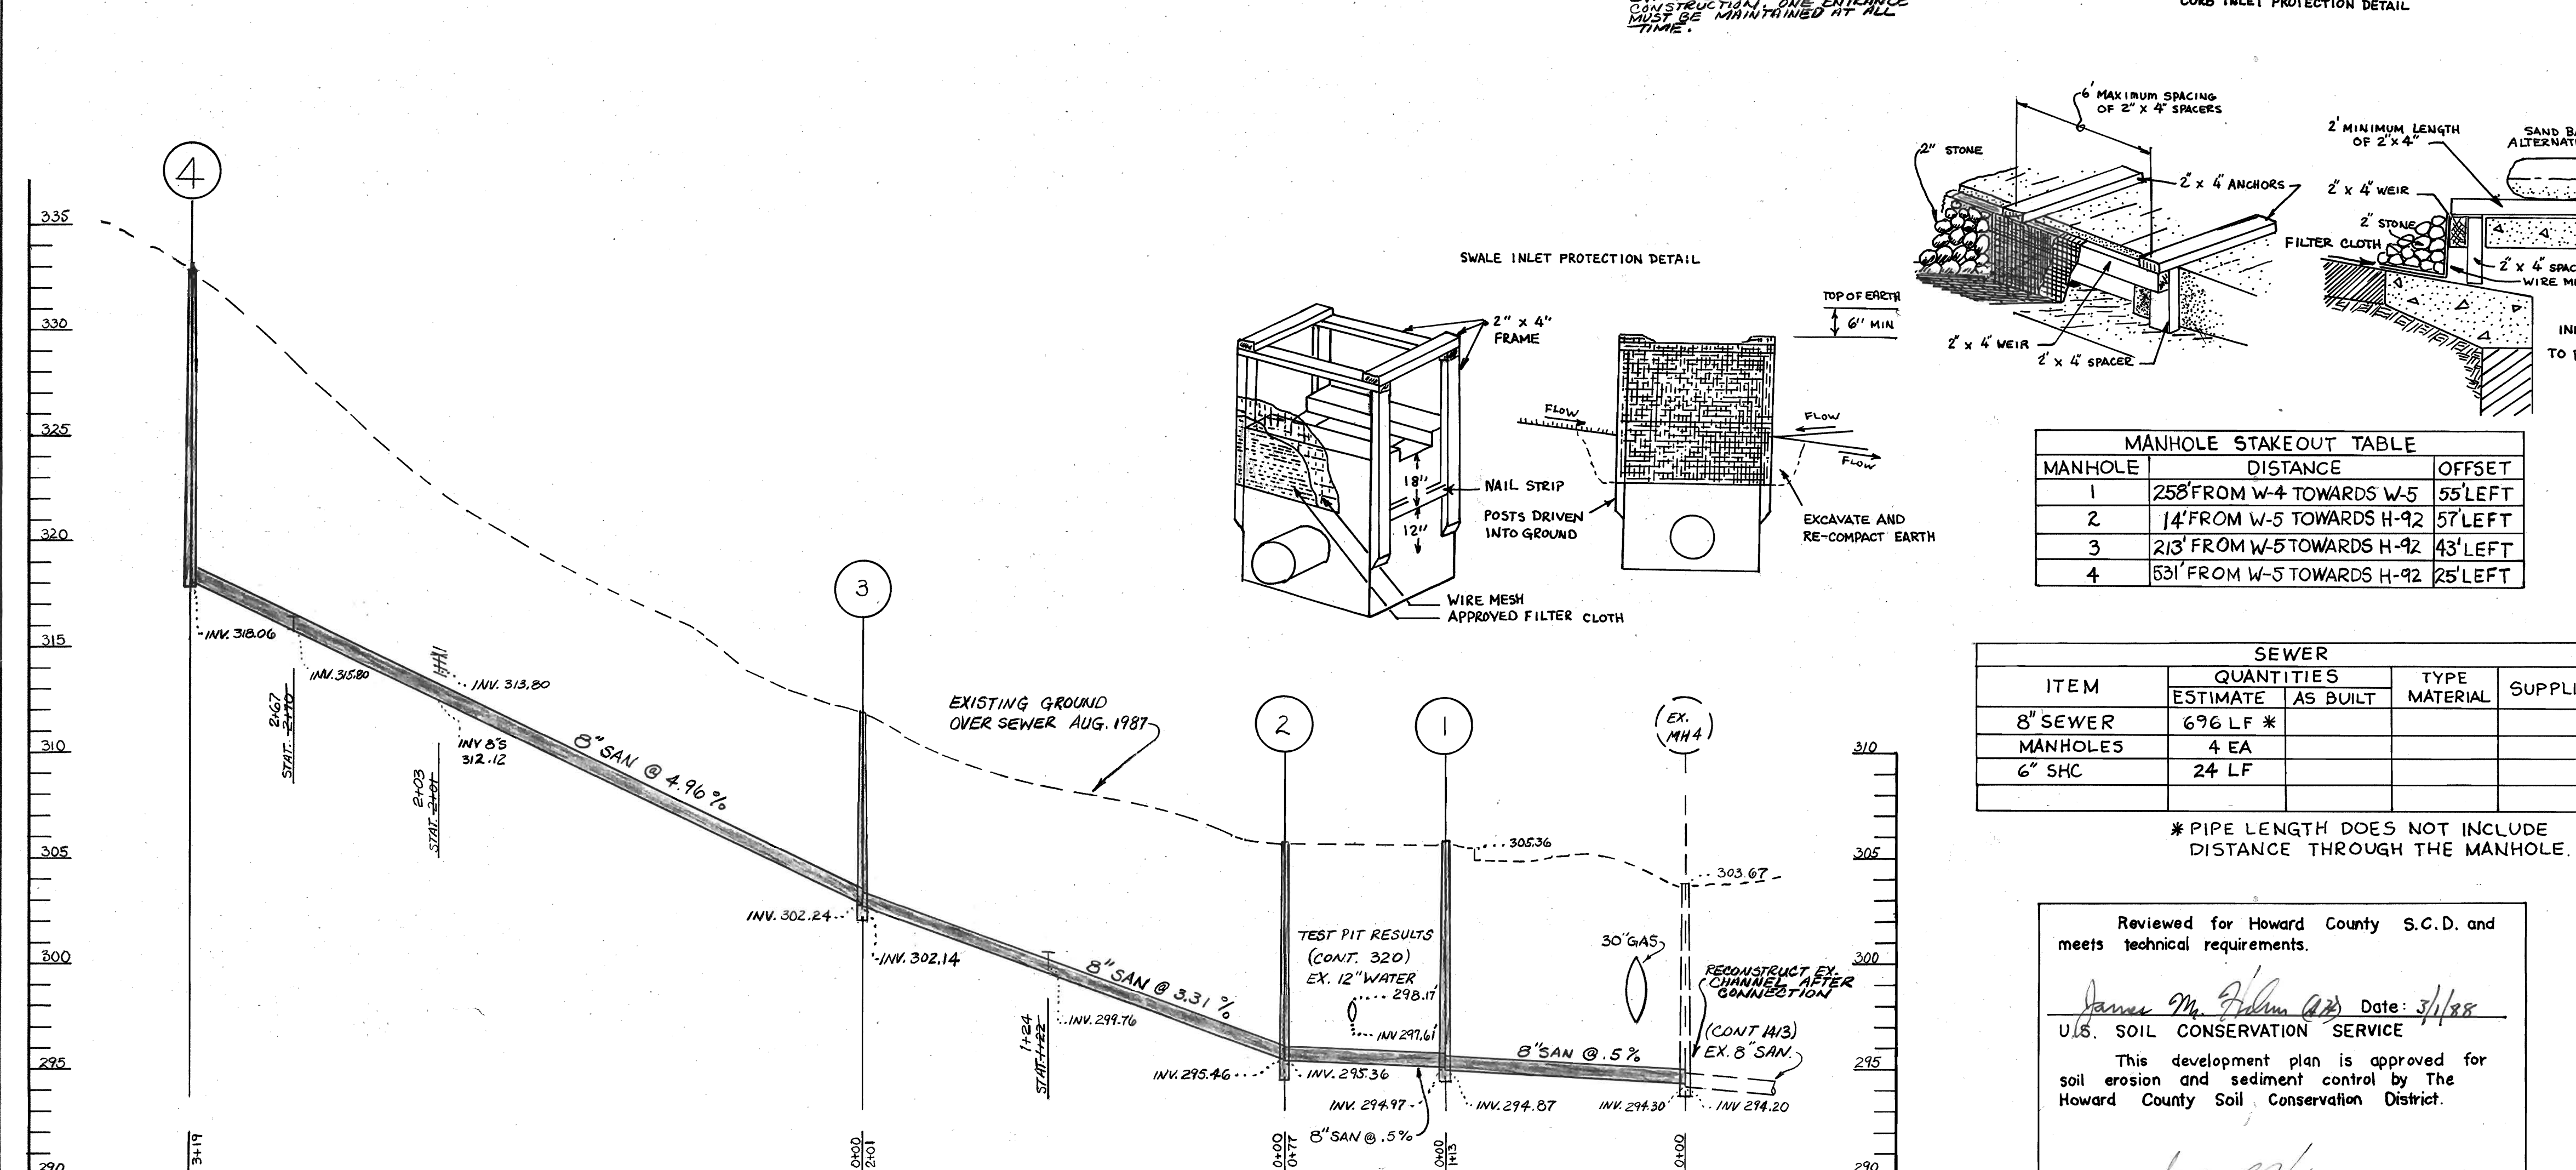 CONSTRUCTION. ONE ENTRANCE
MUST BE MAINTAINED AT ALL
TIME.
CURB INLET PROTECTION DETAIL
6' MAXIMUM SPACING
OF 2" X 4" SPACERS
2" STONE
2" X 4" ANCHORS
2" X 4" WEIR
2' X 4" SPACER
2' MINIMUM LENGTH
OF 2" X 4"
SAND
ALTERNAT
2" X 4" WEIR
2" STONE
FILTER CLOTH
2" X 4" SPAC
WIRE M
TO
SWALE INLET PROTECTION DETAIL
2" X 4"
FRAME
18"
12"
NAIL STRIP
POSTS DRIVEN
INTO GROUND
WIRE MESH
APPROVED FILTER CLOTH
TOP OF EARTH
6" MIN
FLOW
FLOW
FLOW
EXCAVATE AND
RE-COMPACT EARTH
MANHOLE STAKEOUT TABLE
MANHOLE DISTANCE OFFSET
1 258' FROM W-4 TOWARDS W-5 55' LEFT
2 14' FROM W-5 TOWARDS H-92 57' LEFT
3 213' FROM W-5 TOWARDS H-92 43' LEFT
4 531' FROM W-5 TOWARDS H-92 25' LEFT
SEWER
ITEM QUANTITIES TYPE MATERIAL SUPPLI
ESTIMATE AS BUILT
8" SEWER 696 LF *
MANHOLES 4 EA
6" SHC 24 LF
* PIPE LENGTH DOES NOT INCLUDE
DISTANCE THROUGH THE MANHOLE.
Reviewed for Howard County S.C.D. and
meets technical requirements.
James M. Helm Date: 3/1/88
U.S. SOIL CONSERVATION SERVICE
This development plan is approved for
soil erosion and sediment control by The
Howard County Soil Conservation District.
4
3
2
1
EX.
MH4
335
330
325
320
315
310
305
300
295
290
310
305
300
295
290
INV. 318.06
INV. 315.80
2+67
STAT. 2+70
INV. 313.80
INV 8"S
312.12
2+03
STAT. 2+01
8" SAN @ 4.96 %
EXISTING GROUND
OVER SEWER AUG. 1987
INV. 302.24
INV. 302.14
8" SAN @ 3.31 %
INV. 299.76
1+24
STAT. 1+22
305.36
303.67
TEST PIT RESULTS
(CONT. 320)
EX. 12" WATER
298.17'
INV 297.61'
30" GAS
RECONSTRUCT EX.
CHANNEL AFTER
CONNECTION
(CONT 1413)
EX. 8" SAN.
8" SAN @ .5 %
INV. 295.46
INV. 295.36
INV. 294.97
INV. 294.87
INV. 294.30
INV 294.20
8" SAN @ .5 %
3+19
0+00
2+01
0+00
0+77
0+00
1+13
0+00